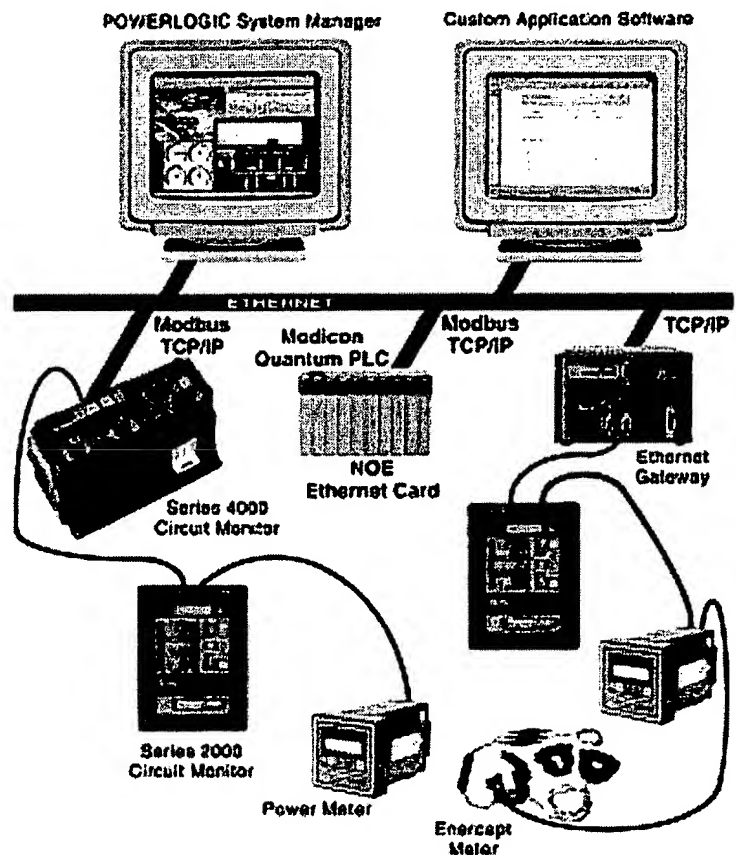 POWERLOGIC System Manager
Custom Application Software
ETHERNET
Modbus
TCP/IP
Modicon
Quantum PLC
Modbus
TCP/IP
TCP/IP
NOE
Ethernet Card
Ethernet
Gateway
Series 4000
Circuit Monitor
Series 2000
Circuit Monitor
Power Meter
Enercept
Meter